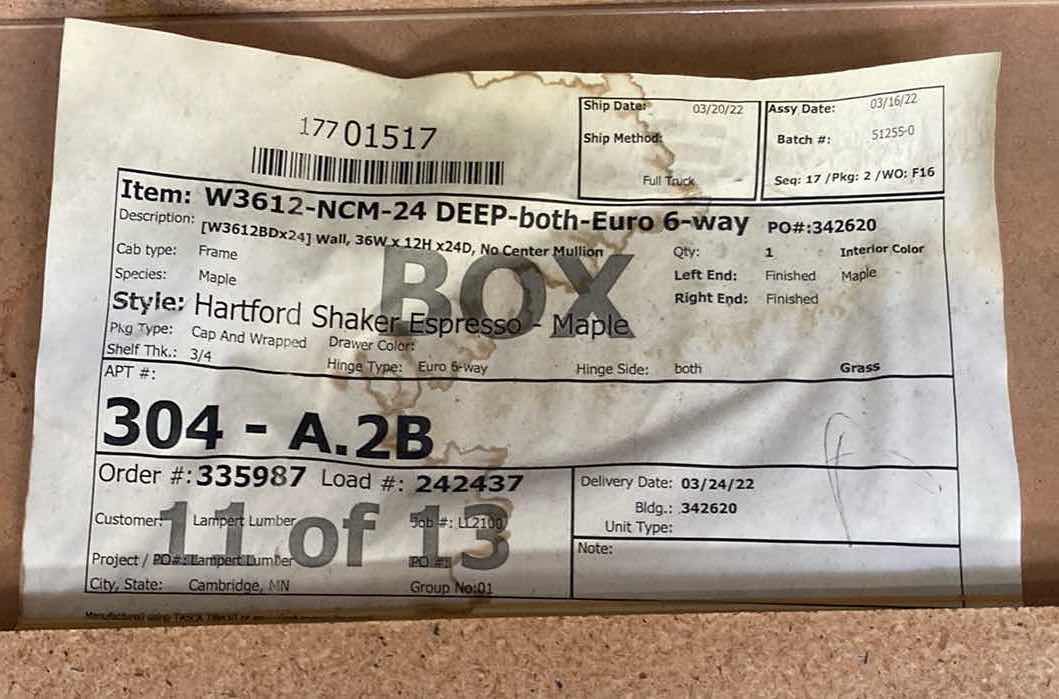 177 01517
Ship Date: 03/20/22
Ship Method:
Full Truck
Assy Date: 03/16/22
Batch #: 51255-0
Seq: 17 /Pkg: 2 /WO: F16
Item: W3612-NCM-24 DEEP-both-Euro 6-way PO#:342620
Description: [W3612BDx24] Wall, 36W x 12H x24D, No Center Mullion
Qty: 1 Interior Color
Cab type: Frame
Left End: Finished Maple
Species: Maple
Right End: Finished
BOX
Style: Hartford Shaker Espresso - Maple
Pkg Type: Cap And Wrapped Drawer Color:
Shelf Thk.: 3/4 Hinge Type: Euro 6-way Hinge Side: both Grass
APT #:
304 - A.2B
Order #:335987 Load #: 242437
Delivery Date: 03/24/22
Bldg.: 342620
Unit Type:
Note:
11 of 13
Customer: Lampert Lumber Job #: LL2100
Project / PO#: Lampert Lumber PO #:
City, State: Cambridge, MN Group No:01
Manufactured using